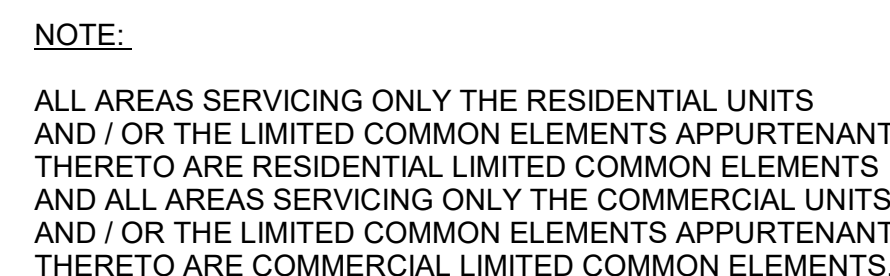 NOTE:
ALL AREAS SERVICING ONLY THE RESIDENTIAL UNITS
AND / OR THE LIMITED COMMON ELEMENTS APPURTENANT
THERETO ARE RESIDENTIAL LIMITED COMMON ELEMENTS
AND ALL AREAS SERVICING ONLY THE COMMERCIAL UNITS
AND / OR THE LIMITED COMMON ELEMENTS APPURTENANT
THERETO ARE COMMERCIAL LIMITED COMMON ELEMENTS.